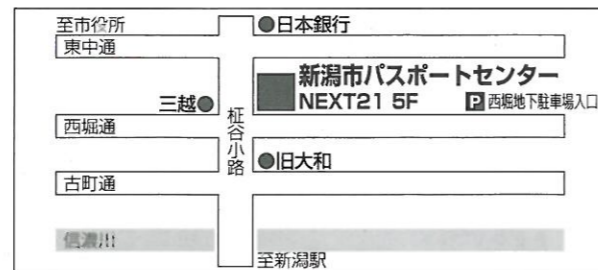 至市役所
日本銀行
東中通
新潟市パスポートセンター
NEXT21 5F
P 西堀地下駐車場入口
三越
西堀通
柾谷小路
旧大和
古町通
信濃川
至新潟駅